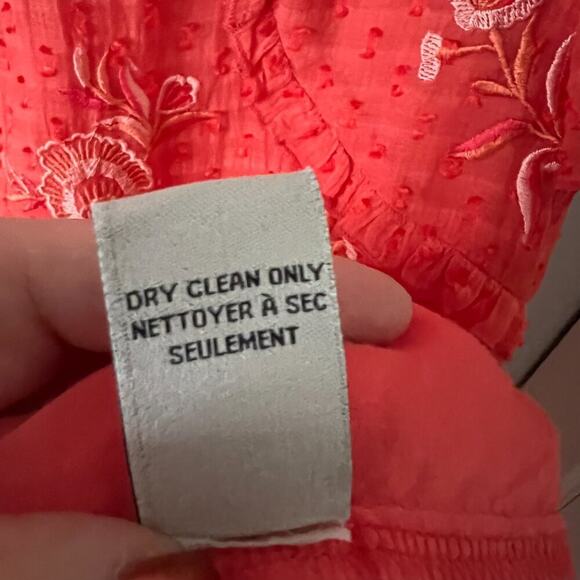 DRY CLEAN ONLY
NETTOYER À SEC
SEULEMENT